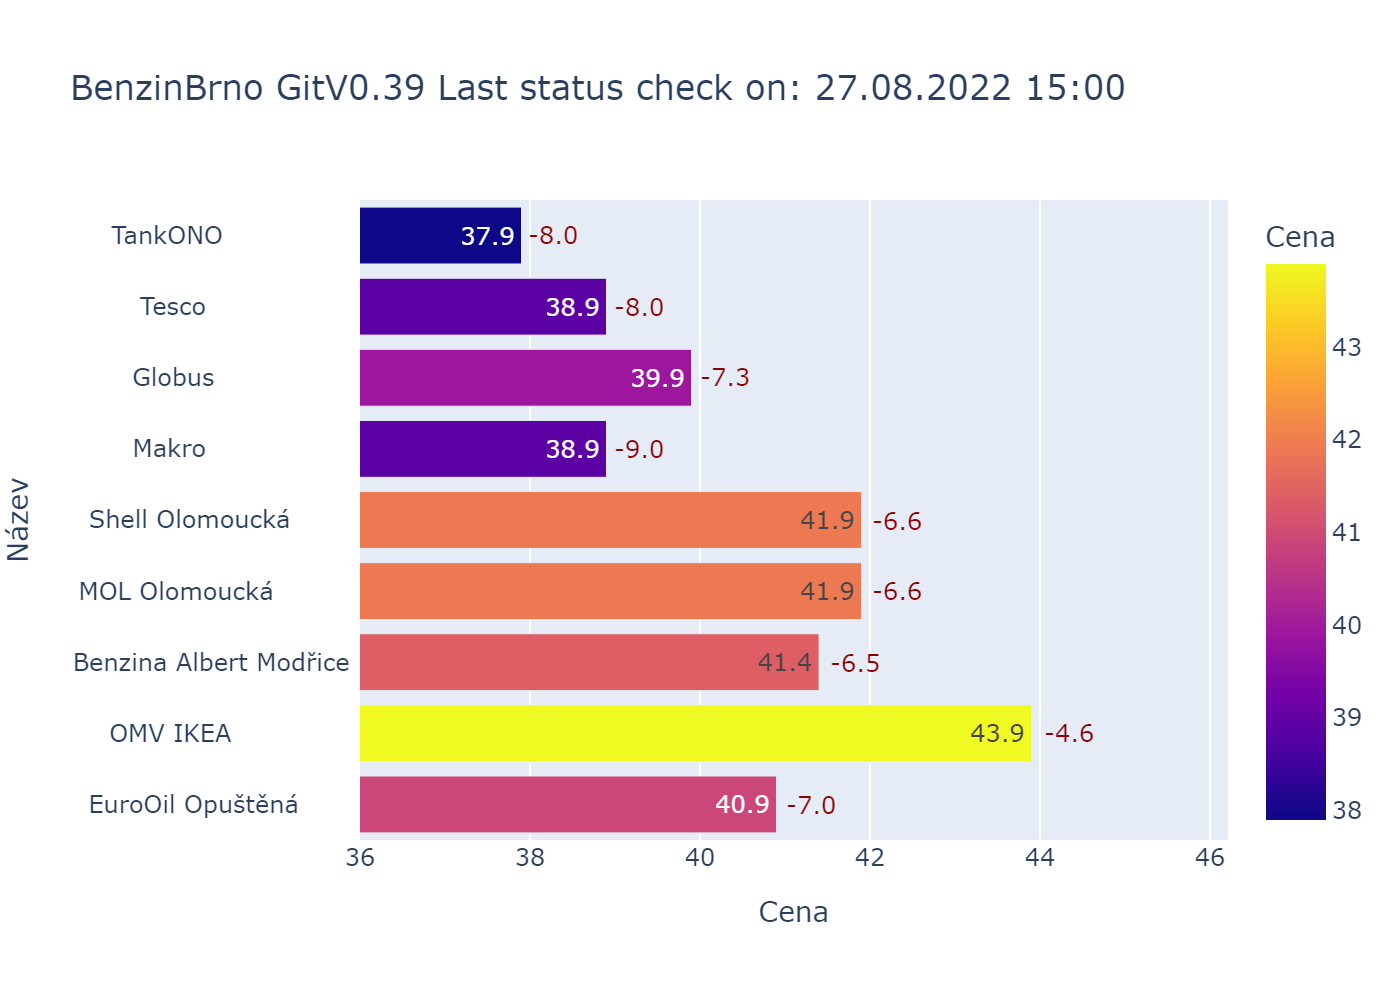 BenzinBrno GitV0.39 Last status check on: 27.08.2022 15:00
Název
TankONO 37.9 -8.0
Tesco 38.9 -8.0
Globus 39.9 -7.3
Makro 38.9 -9.0
Shell Olomoucká 41.9 -6.6
MOL Olomoucká 41.9 -6.6
Benzina Albert Modřice 41.4 -6.5
OMV IKEA 43.9 -4.6
EuroOil Opuštěná 40.9 -7.0
36 38 40 42 44 46
Cena
Cena
43
42
41
40
39
38